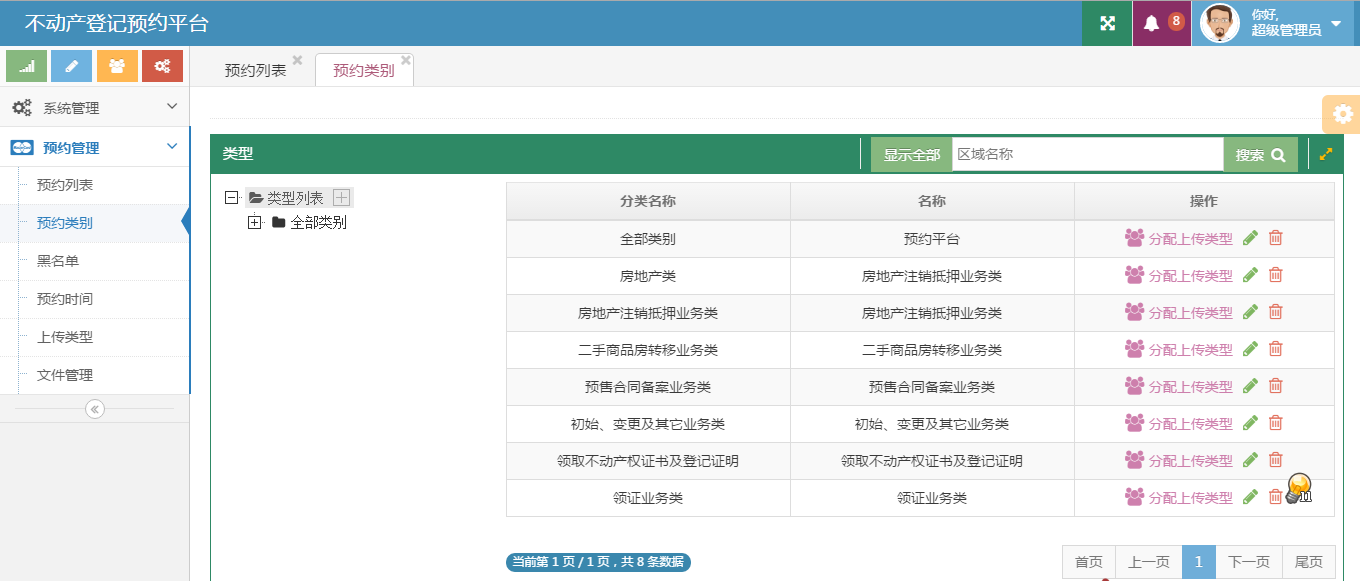 不动产登记预约平台
8
你好,
超级管理员
预约列表
预约类别
系统管理
预约管理
预约列表
预约类别
黑名单
预约时间
上传类型
文件管理
类型
显示全部 区域名称 搜索
类型列表
全部类别
分类名称 名称 操作
全部类别 预约平台 分配上传类型
房地产类 房地产注销抵押业务类 分配上传类型
房地产注销抵押业务类 房地产注销抵押业务类 分配上传类型
二手商品房转移业务类 二手商品房转移业务类 分配上传类型
预售合同备案业务类 预售合同备案业务类 分配上传类型
初始、变更及其它业务类 初始、变更及其它业务类 分配上传类型
领取不动产权证书及登记证明 领取不动产权证书及登记证明 分配上传类型
领证业务类 领证业务类 分配上传类型
11
当前第 1 页 / 1 页 , 共 8 条数据
首页 上一页 1 下一页 尾页